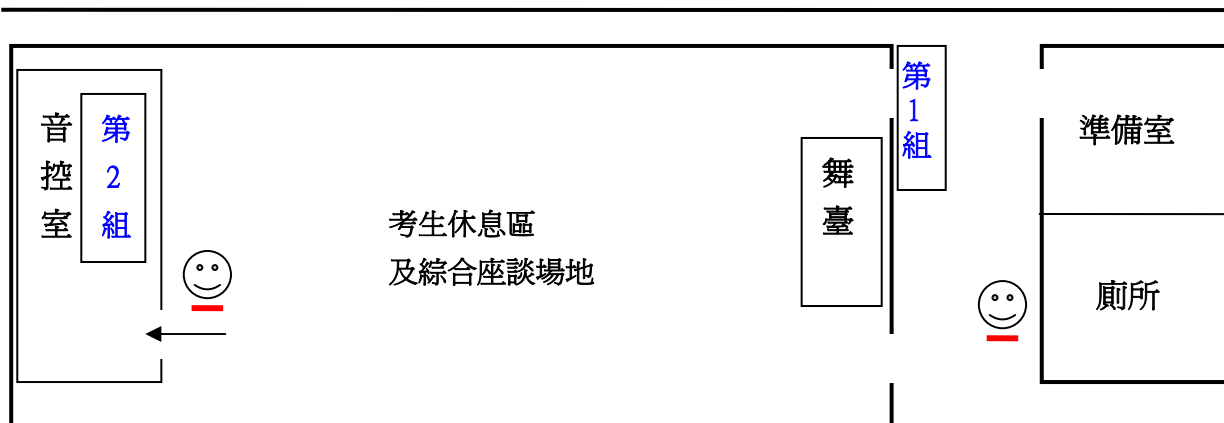 音控室
第2組
考生休息區
及綜合座談場地
舞臺
第1組
準備室
廁所